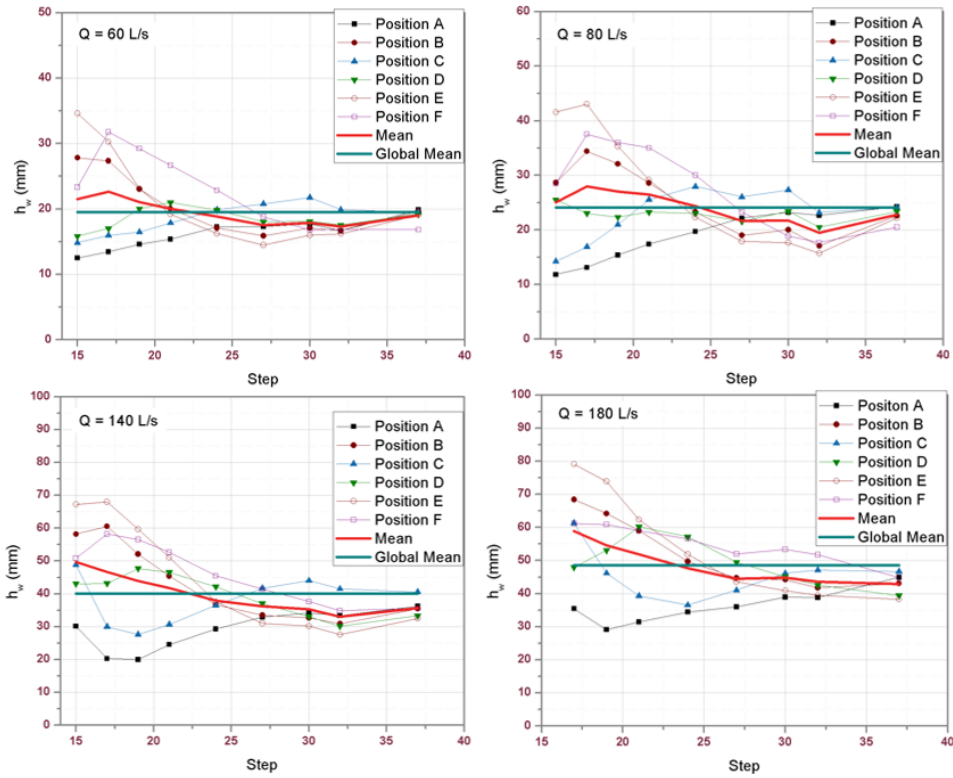 Q = 60 L/s
Position A
Position B
Position C
Position D
Position E
Position F
Mean
Global Mean
50
40
30
20
10
0
h_w (mm)
15 20 25 30 35 40
Step
Q = 80 L/s
Position A
Position B
Position C
Position D
Position E
Position F
Mean
Global Mean
60
50
40
30
20
10
0
h_w (mm)
15 20 25 30 35 40
Step
Q = 140 L/s
Position A
Position B
Position C
Position D
Position E
Position F
Mean
Global Mean
100
90
80
70
60
50
40
30
20
10
0
h_w (mm)
15 20 25 30 35 40
Step
Q = 180 L/s
Positon A
Positon B
Position C
Position D
Position E
Position F
Mean
Global Mean
100
90
80
70
60
50
40
30
20
10
0
h_w (mm)
15 20 25 30 35 40
Step